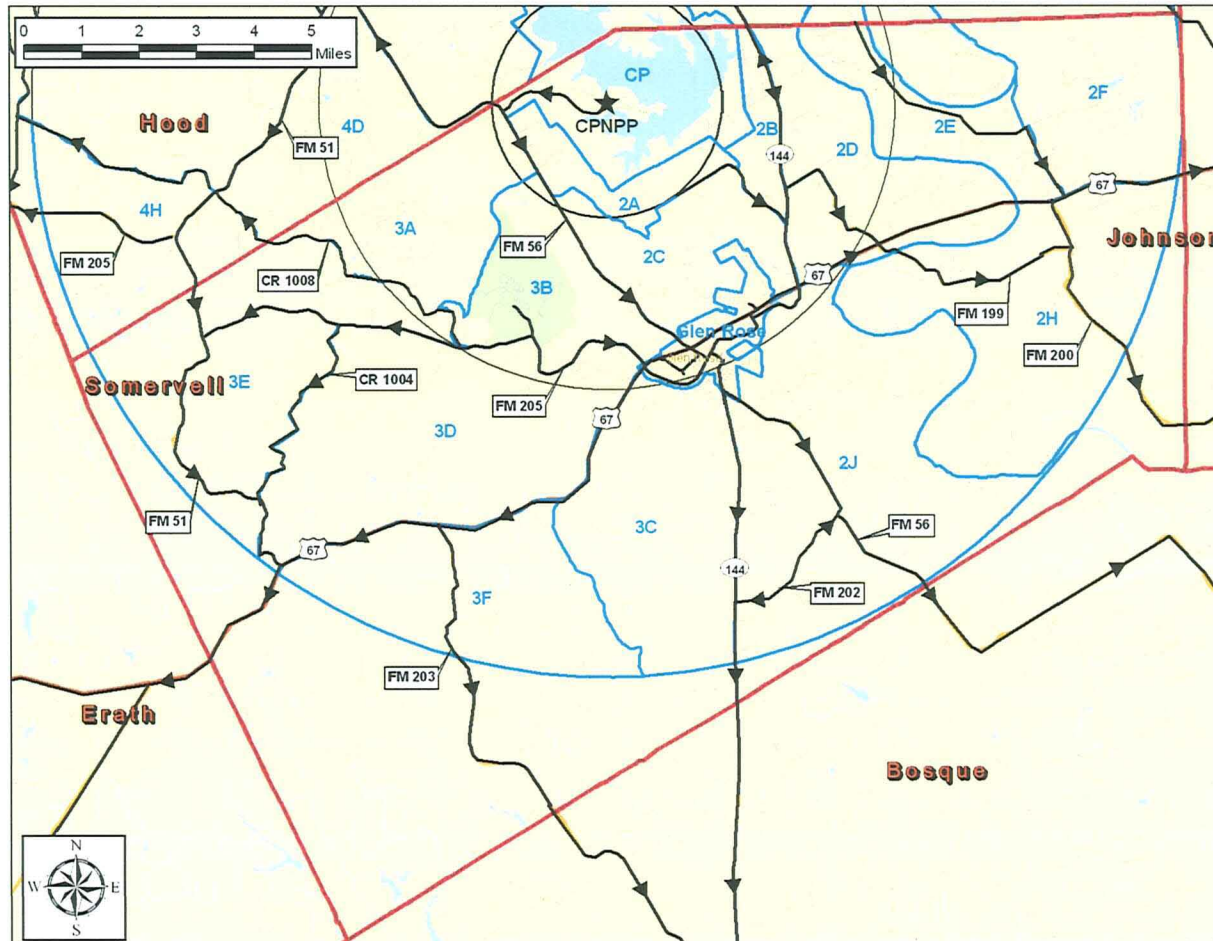 0 1 2 3 4 5
Miles
CP
CPNPP
Hood
4D
2B
2E
2F
FM 51
2D
144
4H
2A
67
3A
FM 56
2C
Johnson
FM 205
CR 1008
3B
67
Glen Rose
FM 199
2H
FM 200
Somervell
3E
CR 1004
FM 205
67
3D
2J
FM 51
3C
FM 56
67
144
FM 202
3F
FM 203
Erath
Bosque
N
W E
S